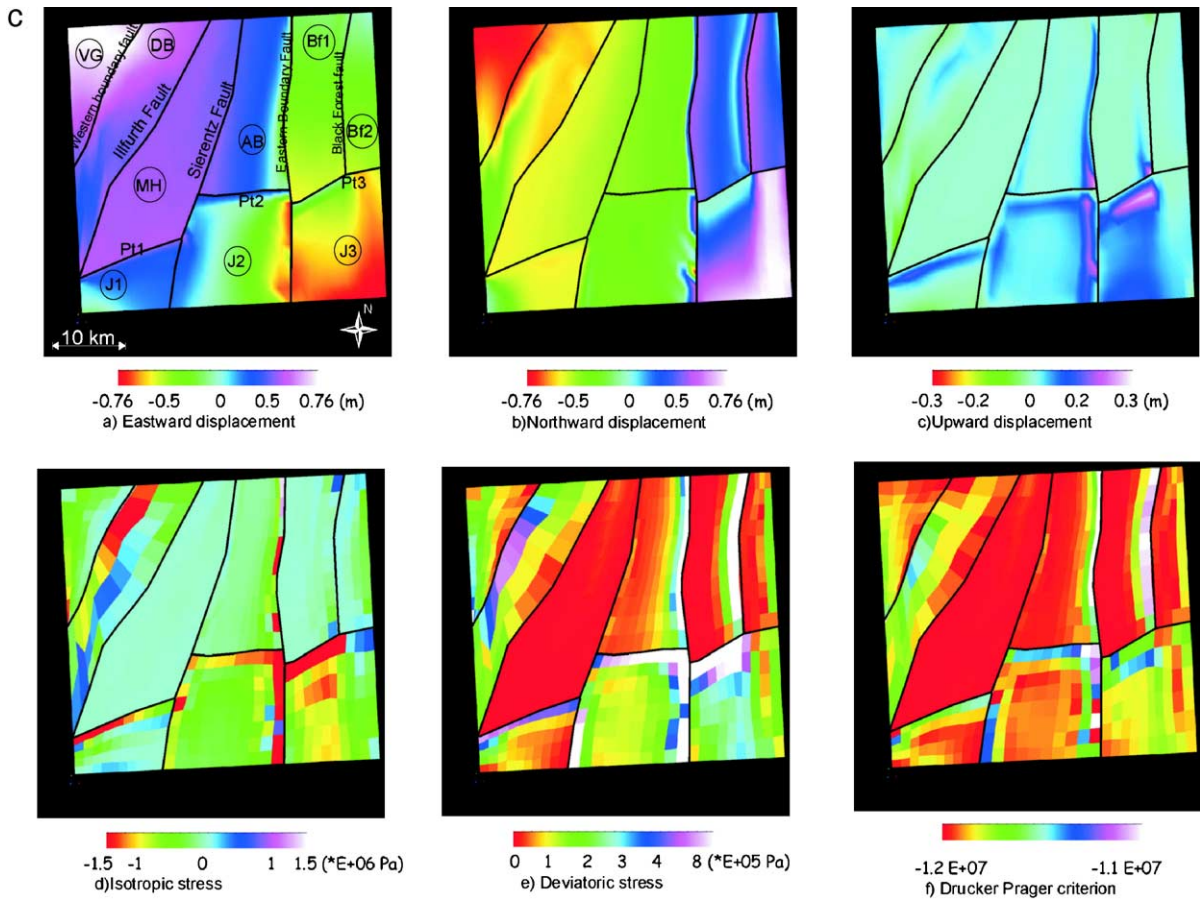 C
VG
DB
Western boundary fault
Illfurth Fault
Sierentz Fault
Eastern Boundary Fault
Black Forest fault
Bf1
Bf2
AB
MH
Pt1
Pt2
Pt3
J1
J2
J3
N
10 km
-0.76 -0.5 0 0.5 0.76 (m)
a) Eastward displacement
-0.76 -0.5 0 0.5 0.76 (m)
b)Northward displacement
-0.3 -0.2 0 0.2 0.3 (m)
c)Upward displacement
-1.5 -1 0 1 1.5 (*E+06 Pa)
d)Isotropic stress
0 1 2 3 4 8 (*E+05 Pa)
e) Deviatoric stress
-1.2 E+07 -1.1 E+07
f) Drucker Prager criterion